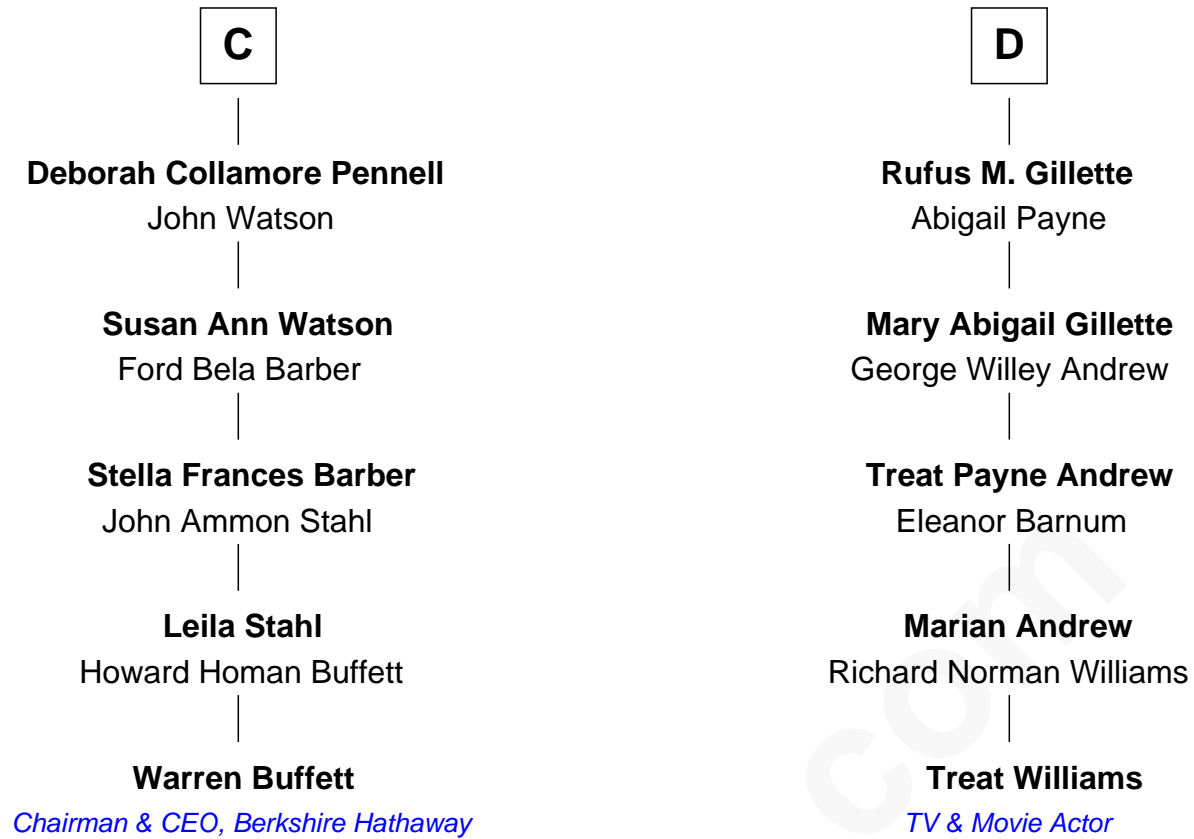 C
Deborah Collamore Pennell
John Watson
Susan Ann Watson
Ford Bela Barber
Stella Frances Barber
John Ammon Stahl
Leila Stahl
Howard Homan Buffett
Warren Buffett
Chairman & CEO, Berkshire Hathaway
D
Rufus M. Gillette
Abigail Payne
Mary Abigail Gillette
George Willey Andrew
Treat Payne Andrew
Eleanor Barnum
Marian Andrew
Richard Norman Williams
Treat Williams
TV & Movie Actor
com